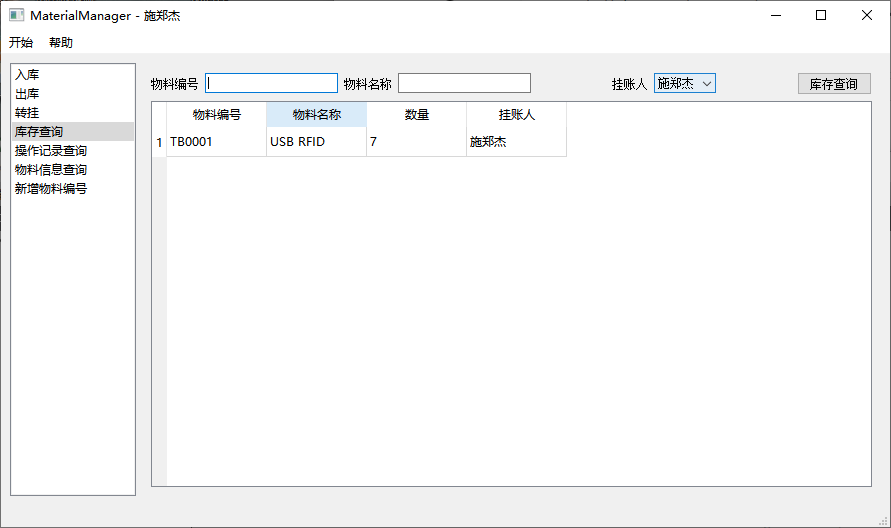 MaterialManager - 施郑杰
开始 帮助
入库
出库
转挂
库存查询
操作记录查询
物料信息查询
新增物料编号
物料编号 物料名称 挂账人 施郑杰 库存查询
物料编号 物料名称 数量 挂账人
1 TB0001 USB RFID 7 施郑杰